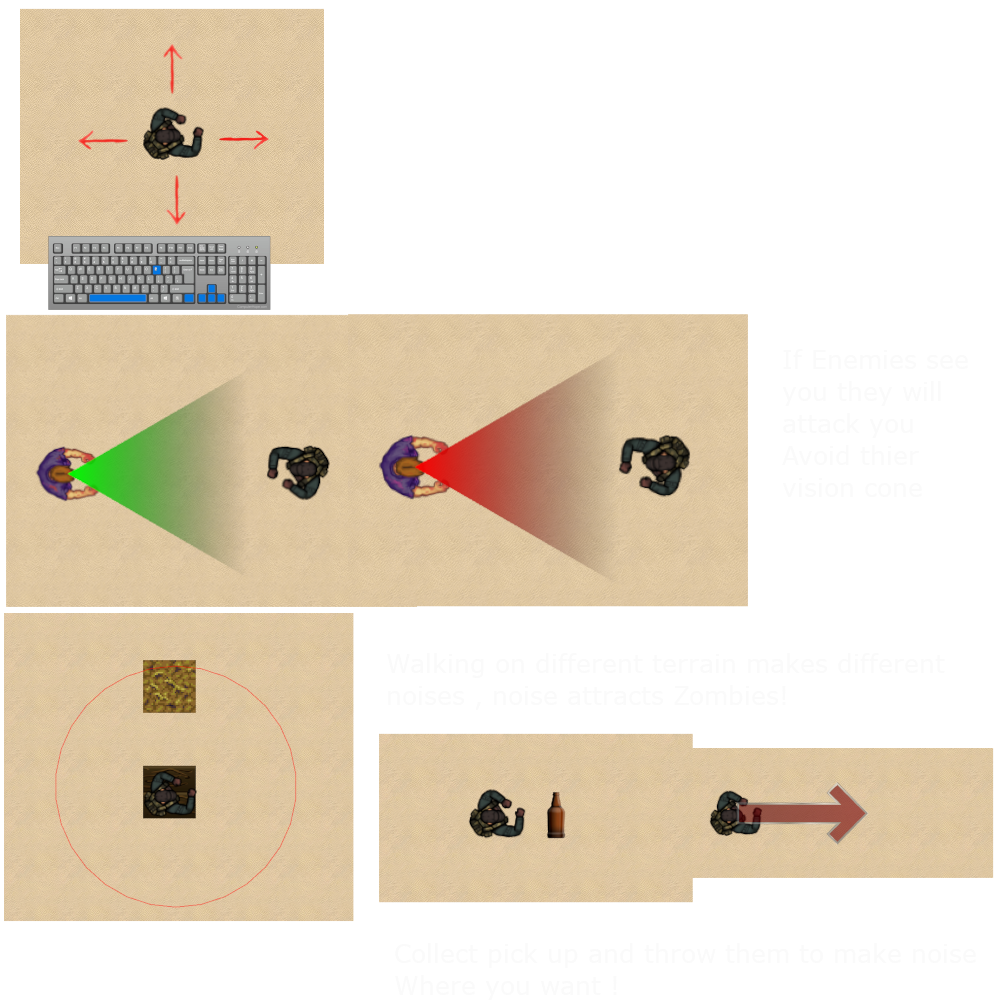 If Enemies see
you they will
attack you
Avoid thier
vision cone
Walking on different terrain makes different
noises , noise attracts Zombies!
Collect pick up and throw them to make noise
Where you want !